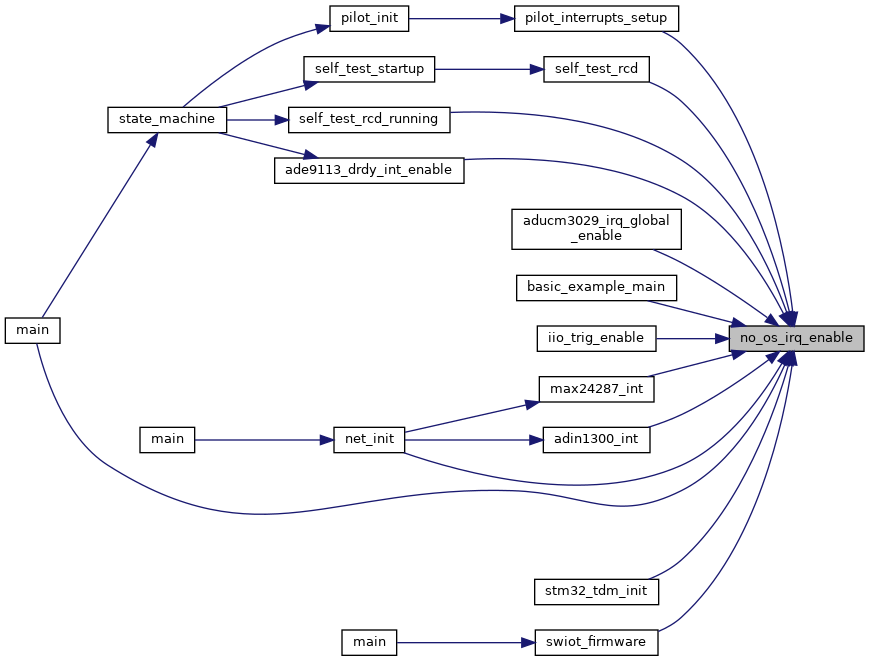 pilot_init
pilot_interrupts_setup
self_test_startup
self_test_rcd
state_machine
self_test_rcd_running
ade9113_drdy_int_enable
aducm3029_irq_global
_enable
basic_example_main
main
iio_trig_enable
no_os_irq_enable
max24287_int
main
net_init
adin1300_int
stm32_tdm_init
main
swiot_firmware